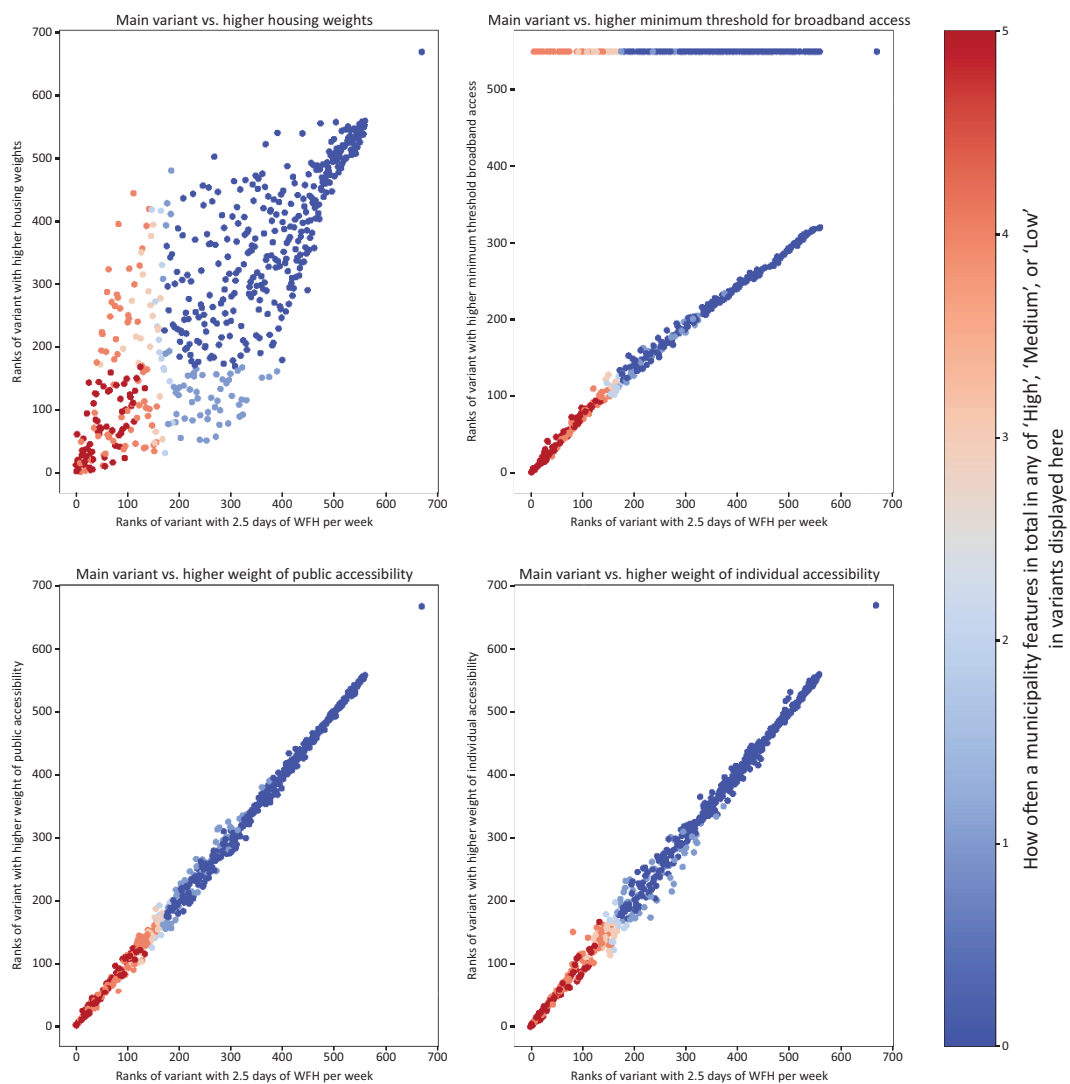 Main variant vs. higher housing weights
700
600
500
400
300
200
100
0
Ranks of variant with higher housing weights
0 100 200 300 400 500 600 700
Ranks of variant with 2.5 days of WFH per week
Main variant vs. higher minimum threshold for broadband access
500
400
300
200
100
0
Ranks of variant with higher minimum threshold broadband access
0 100 200 300 400 500 600 700
Ranks of variant with 2.5 days of WFH per week
Main variant vs. higher weight of public accessibility
700
600
500
400
300
200
100
0
Ranks of variant with higher weight of public accessibility
0 100 200 300 400 500 600 700
Ranks of variant with 2.5 days of WFH per week
Main variant vs. higher weight of individual accessibility
700
600
500
400
300
200
100
0
Ranks of variant with higher weight of individual accessibility
0 100 200 300 400 500 600 700
Ranks of variant with 2.5 days of WFH per week
5
4
3
2
1
0
How often a municipality features in total in any of ‘High’, ‘Medium’, or ‘Low’
in variants displayed here